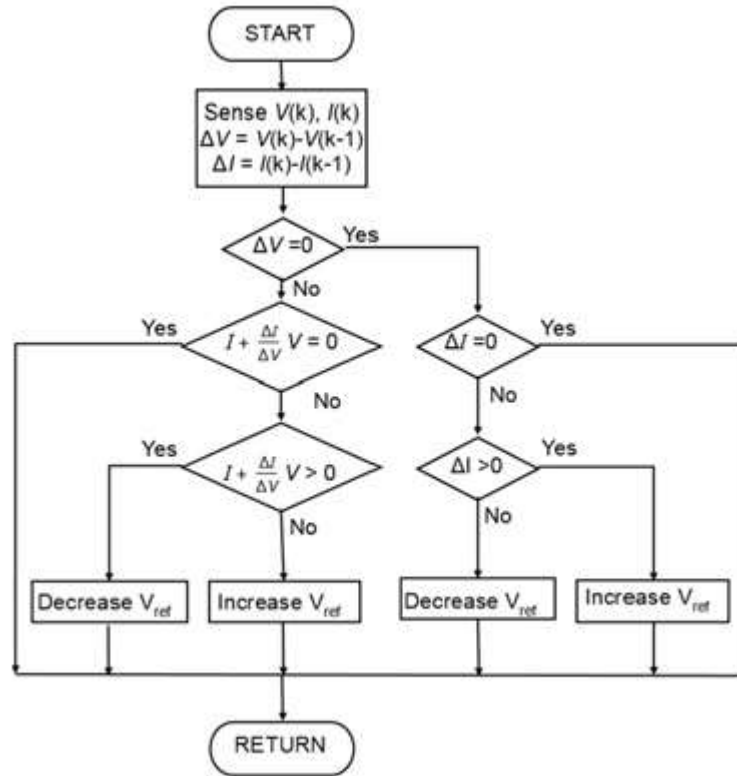 START
Sense V(k), I(k)
ΔV = V(k)-V(k-1)
ΔI = I(k)-I(k-1)
ΔV =0
Yes
No
Yes
I + ΔI/ΔV V = 0
ΔI =0
Yes
No
No
Yes
I + ΔI/ΔV V > 0
ΔI >0
Yes
No
No
Decrease Vref
Increase Vref
Decrease Vref
Increase Vref
RETURN